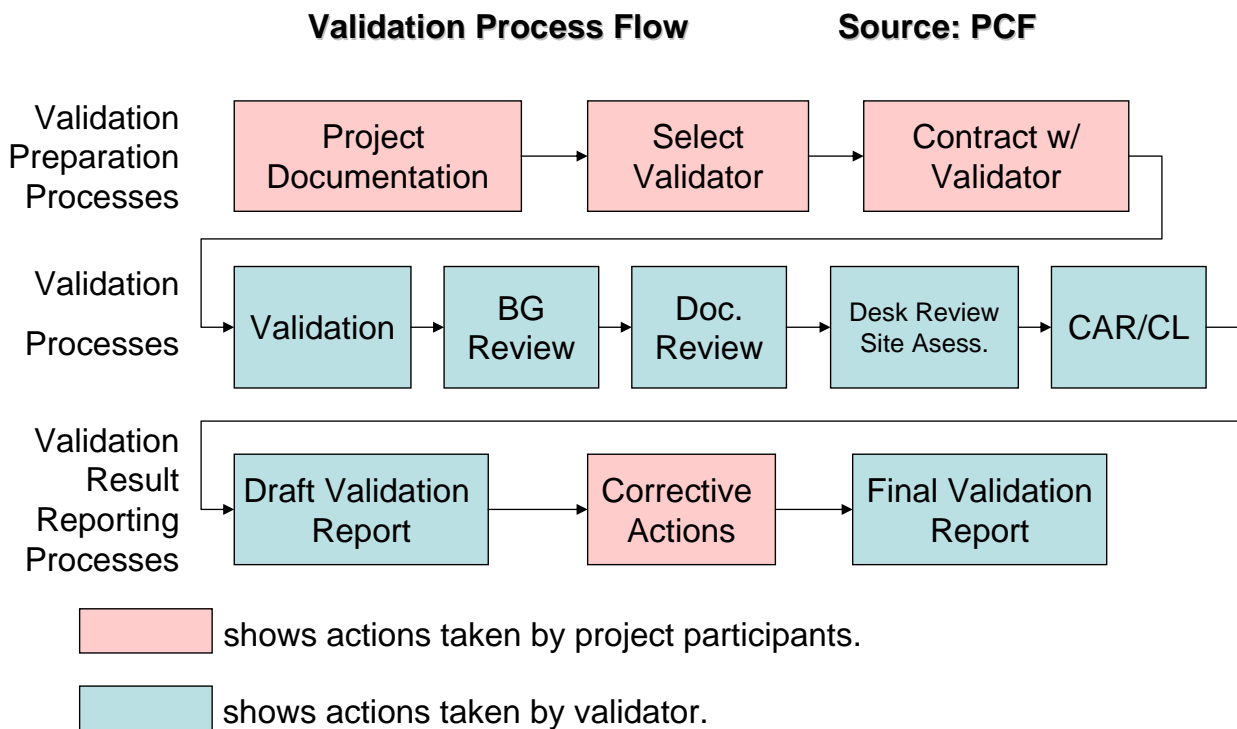 Validation Process Flow Source: PCF
Validation
Preparation
Processes
Project
Documentation
Select
Validator
Contract w/
Validator
Validation
Processes
Validation
BG
Review
Doc.
Review
Desk Review
Site Asess.
CAR/CL
Validation
Result
Reporting
Processes
Draft Validation
Report
Corrective
Actions
Final Validation
Report
shows actions taken by project participants.
shows actions taken by validator.